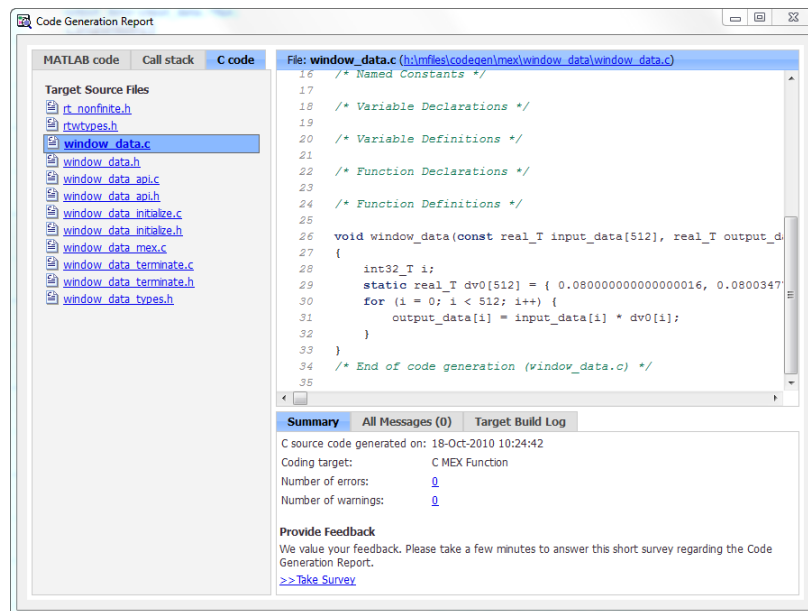 Code Generation Report
MATLAB code Call stack C code
Target Source Files
rt_nonfinite.h
rtwtypes.h
window_data.c
window_data.h
window_data_api.c
window_data_api.h
window_data_initialize.c
window_data_initialize.h
window_data_mex.c
window_data_terminate.c
window_data_terminate.h
window_data_types.h
File: window_data.c (h:\mfiles\codegen\mex\window_data\window_data.c)
16 /* Named Constants */
17
18 /* Variable Declarations */
19
20 /* Variable Definitions */
21
22 /* Function Declarations */
23
24 /* Function Definitions */
25
26 void window_data(const real_T input_data[512], real_T output_d
27 {
28 int32_T i;
29 static real_T dv0[512] = { 0.080000000000000016, 0.0800347
30 for (i = 0; i < 512; i++) {
31 output_data[i] = input_data[i] * dv0[i];
32 }
33 }
34 /* End of code generation (window_data.c) */
35
Summary All Messages (0) Target Build Log
C source code generated on: 18-Oct-2010 10:24:42
Coding target: C MEX Function
Number of errors: 0
Number of warnings: 0
Provide Feedback
We value your feedback. Please take a few minutes to answer this short survey regarding the Code
Generation Report.
>>Take Survey